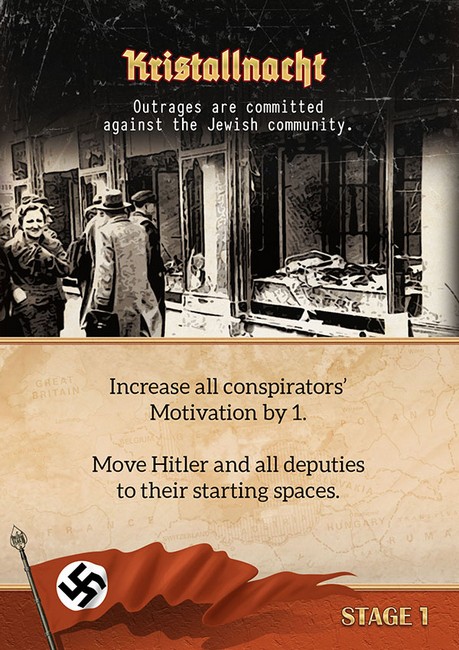 Kristallnacht
Outrages are committed
against the Jewish community.
Increase all conspirators’
Motivation by 1.
Move Hitler and all deputies
to their starting spaces.
GREAT
BRITAIN
FRANCE
HUNGARY
STAGE 1